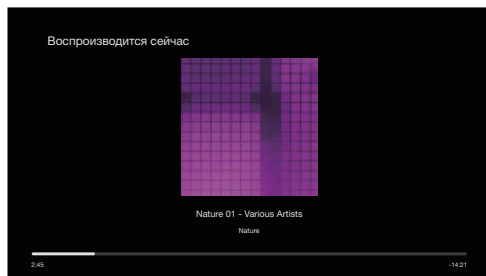 Воспроизводится сейчас
Nature 01 - Various Artists
Nature
2:45
-14:21